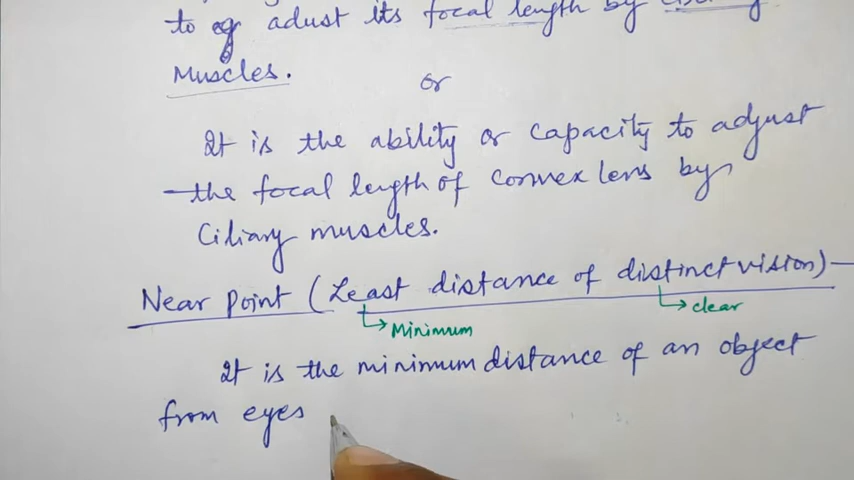 to adust its focal length by
Muscles.
or
It is the ability or capacity to adjust
the focal length of convex lens by
Ciliary muscles.
Near Point (Least distance of distinct vision) —
→ Minimum → clear
It is the minimum distance of an object
from eyes